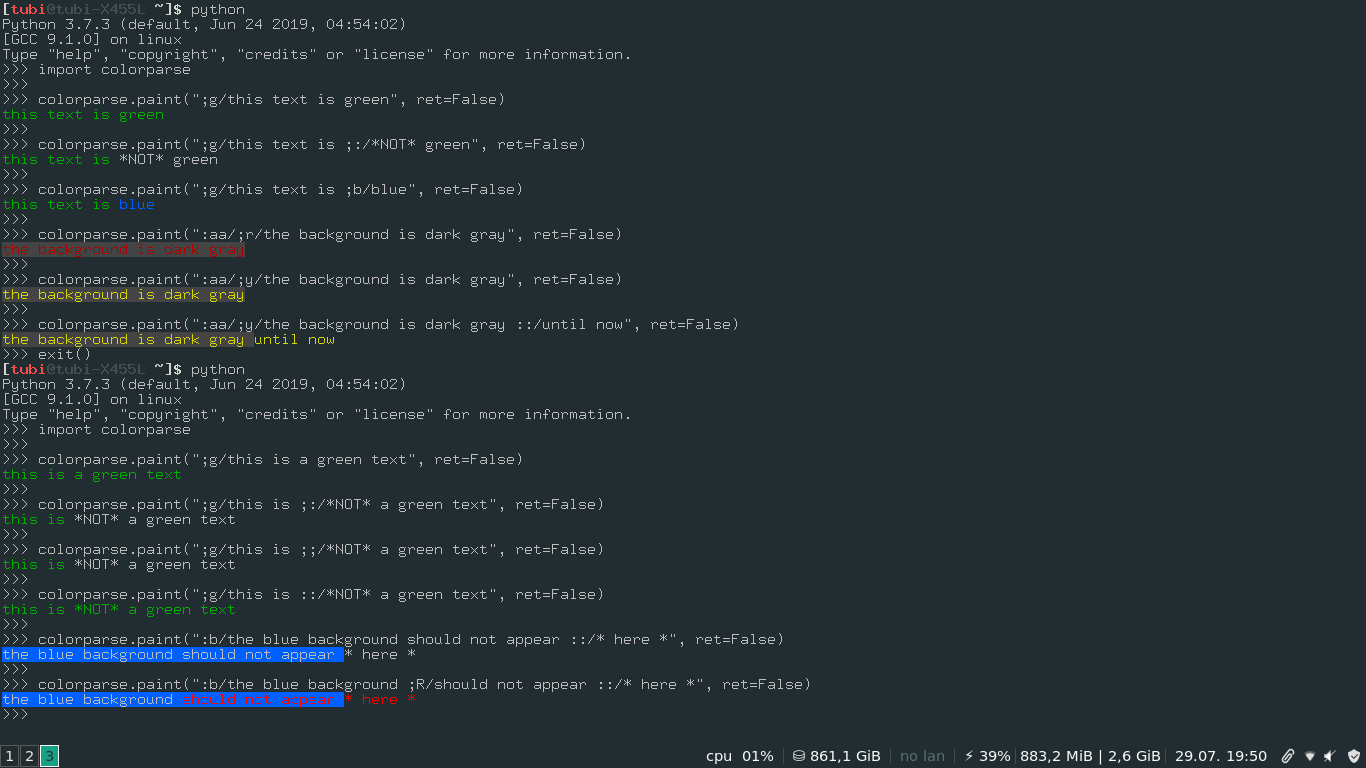 [tubi@tubi-X455L ~]$ python
Python 3.7.3 (default, Jun 24 2019, 04:54:02)
[GCC 9.1.0] on linux
Type "help", "copyright", "credits" or "license" for more information.
>>> import colorparse
>>>
>>> colorparse.paint(";g/this text is green", ret=False)
this text is green
>>>
>>> colorparse.paint(";g/this text is ;:/*NOT* green", ret=False)
this text is *NOT* green
>>>
>>> colorparse.paint(";g/this text is ;b/blue", ret=False)
this text is blue
>>>
>>> colorparse.paint(":aa/;r/the background is dark gray", ret=False)
the background is dark gray
>>>
>>> colorparse.paint(":aa/;y/the background is dark gray", ret=False)
the background is dark gray
>>>
>>> colorparse.paint(":aa/;y/the background is dark gray ::/until now", ret=False)
the background is dark gray until now
>>> exit()
[tubi@tubi-X455L ~]$ python
Python 3.7.3 (default, Jun 24 2019, 04:54:02)
[GCC 9.1.0] on linux
Type "help", "copyright", "credits" or "license" for more information.
>>> import colorparse
>>>
>>> colorparse.paint(";g/this is a green text", ret=False)
this is a green text
>>>
>>> colorparse.paint(";g/this is ;:/*NOT* a green text", ret=False)
this is *NOT* a green text
>>>
>>> colorparse.paint(";g/this is ;;/*NOT* a green text", ret=False)
this is *NOT* a green text
>>>
>>> colorparse.paint(";g/this is ::/*NOT* a green text", ret=False)
this is *NOT* a green text
>>>
>>> colorparse.paint(":b/the blue background should not appear ::/* here *", ret=False)
the blue background should not appear * here *
>>>
>>> colorparse.paint(":b/the blue background ;R/should not appear ::/* here *", ret=False)
the blue background should not appear * here *
>>>
1 2 3 cpu 01% 861,1 GiB no lan 39% 883,2 MiB | 2,6 GiB 29.07. 19:50